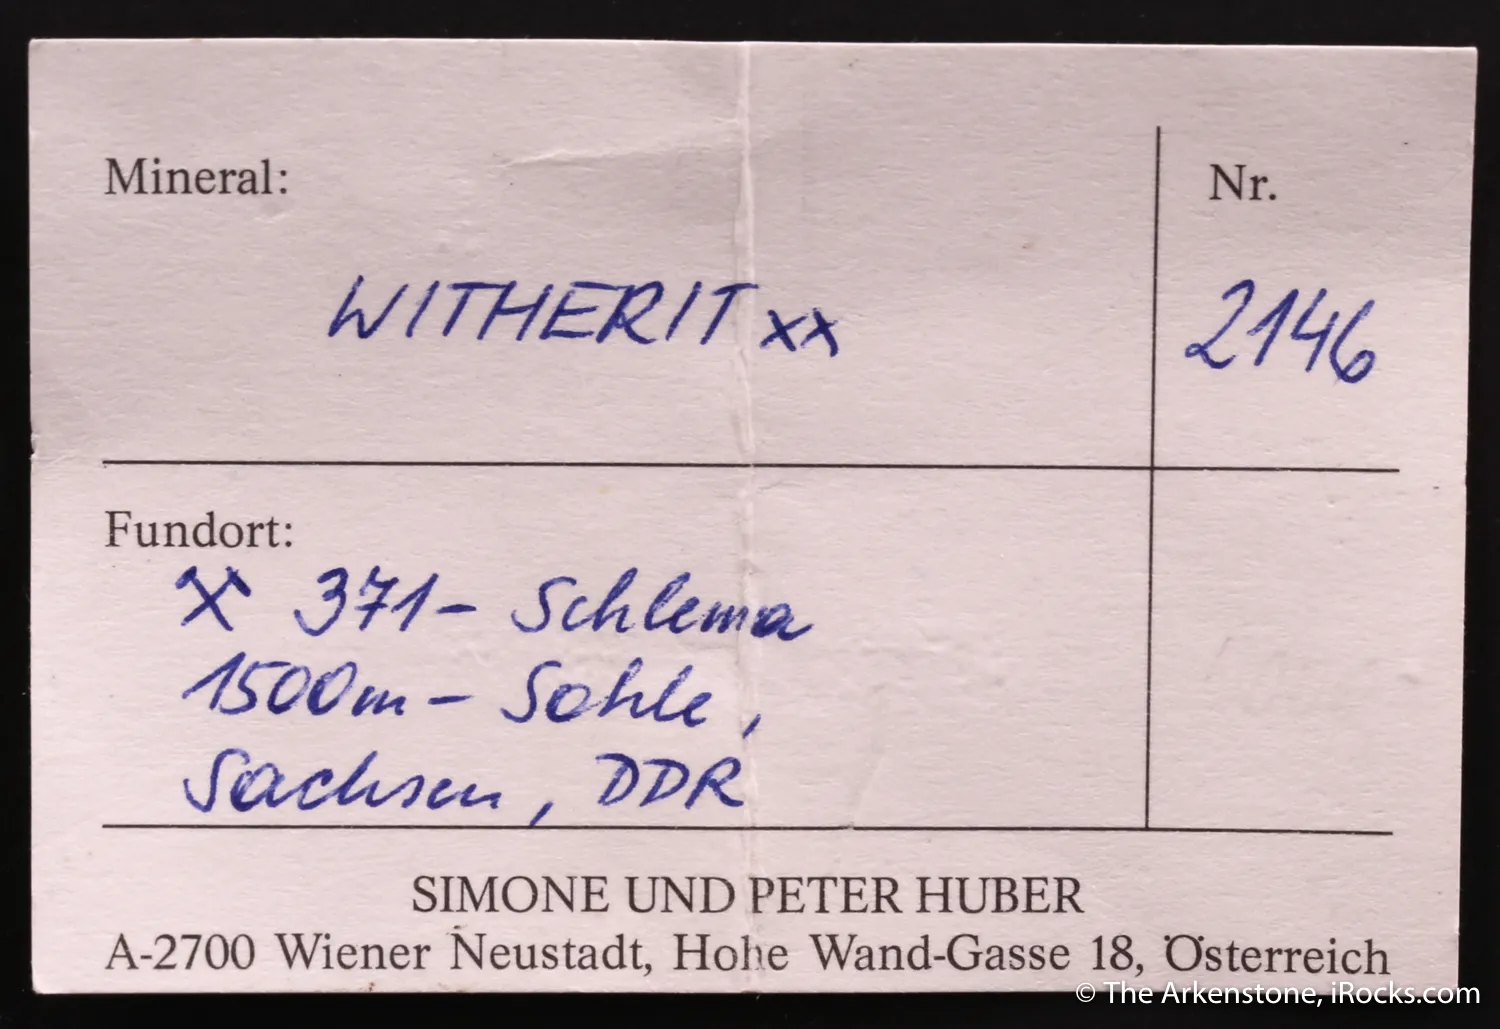 Mineral:
Nr.
WITHERIT xx
2146
Fundort:
⚒ 371- Schlema
1500m - Sohle,
Sachsen, DDR
SIMONE UND PETER HUBER
A-2700 Wiener Neustadt, Hohe Wand-Gasse 18, Österreich
© The Arkenstone, iRocks.com